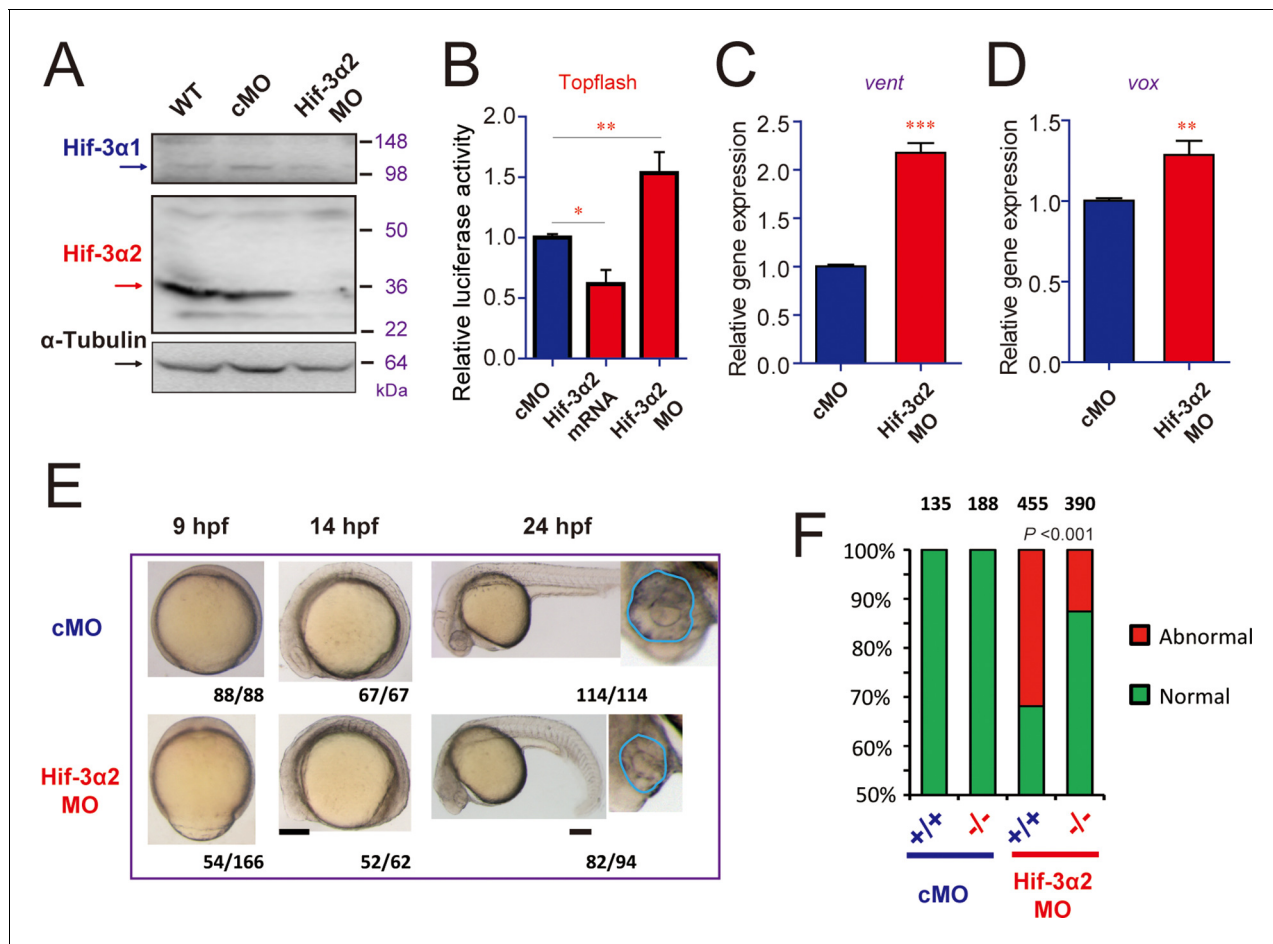 A
WT
cMO
Hif-3α2
MO
Hif-3α1
148
98
Hif-3α2
50
36
22
α-Tubulin
64
kDa
B
Topflash
Relative luciferase activity
2.0
1.5
1.0
0.5
0.0
**
*
cMO
Hif-3α2
mRNA
Hif-3α2
MO
C
vent
Relative gene expression
2.5
2.0
1.5
1.0
0.5
0.0
***
cMO
Hif-3α2
MO
D
vox
Relative gene expression
1.5
1.0
0.5
0.0
**
cMO
Hif-3α2
MO
E
9 hpf 14 hpf 24 hpf
cMO
88/88 67/67 114/114
Hif-3α2
MO
54/166 52/62 82/94
F
135 188 455 390
P <0.001
100%
90%
80%
70%
60%
50%
Abnormal
Normal
+/+ -/- +/+ -/-
cMO
Hif-3α2
MO